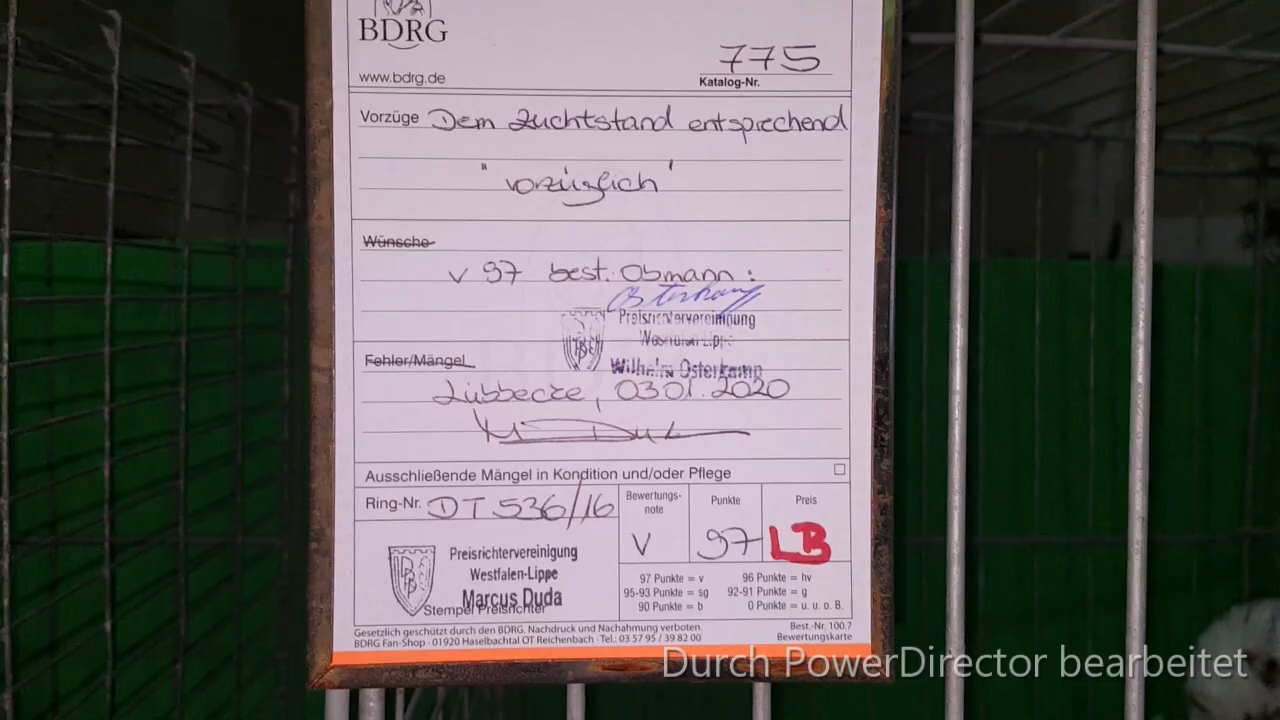 BDRG
www.bdrg.de
775
Katalog-Nr.
Vorzüge Dem Zuchtstand entsprechend
"vorzüglich"
Wünsche
v 97 best. Obmann:
Osterkamp
Preisrichtervereinigung
Westfalen-Lippe
Wilhelm Osterkamp
Fehler/Mängel
Lübbecke, 03.01.2020
Ausschließende Mängel in Kondition und/oder Pflege
Ring-Nr. DT 536/16
Bewertungs-
note
Punkte
Preis
V
97
LB
Preisrichtervereinigung
Westfalen-Lippe
Marcus Duda
Stempel Preisrichter
97 Punkte = v 96 Punkte = hv
95-93 Punkte = sg 92-91 Punkte = g
90 Punkte = b 0 Punkte = u. u. o. B.
Gesetzlich geschützt durch den BDRG. Nachdruck und Nachahmung verboten.
BDRG Fan-Shop · 01920 Haselbachtal OT Reichenbach · Tel.: 03 57 95 / 39 82 00
Best.-Nr. 100.7
Bewertungskarte
Durch PowerDirector bearbeitet